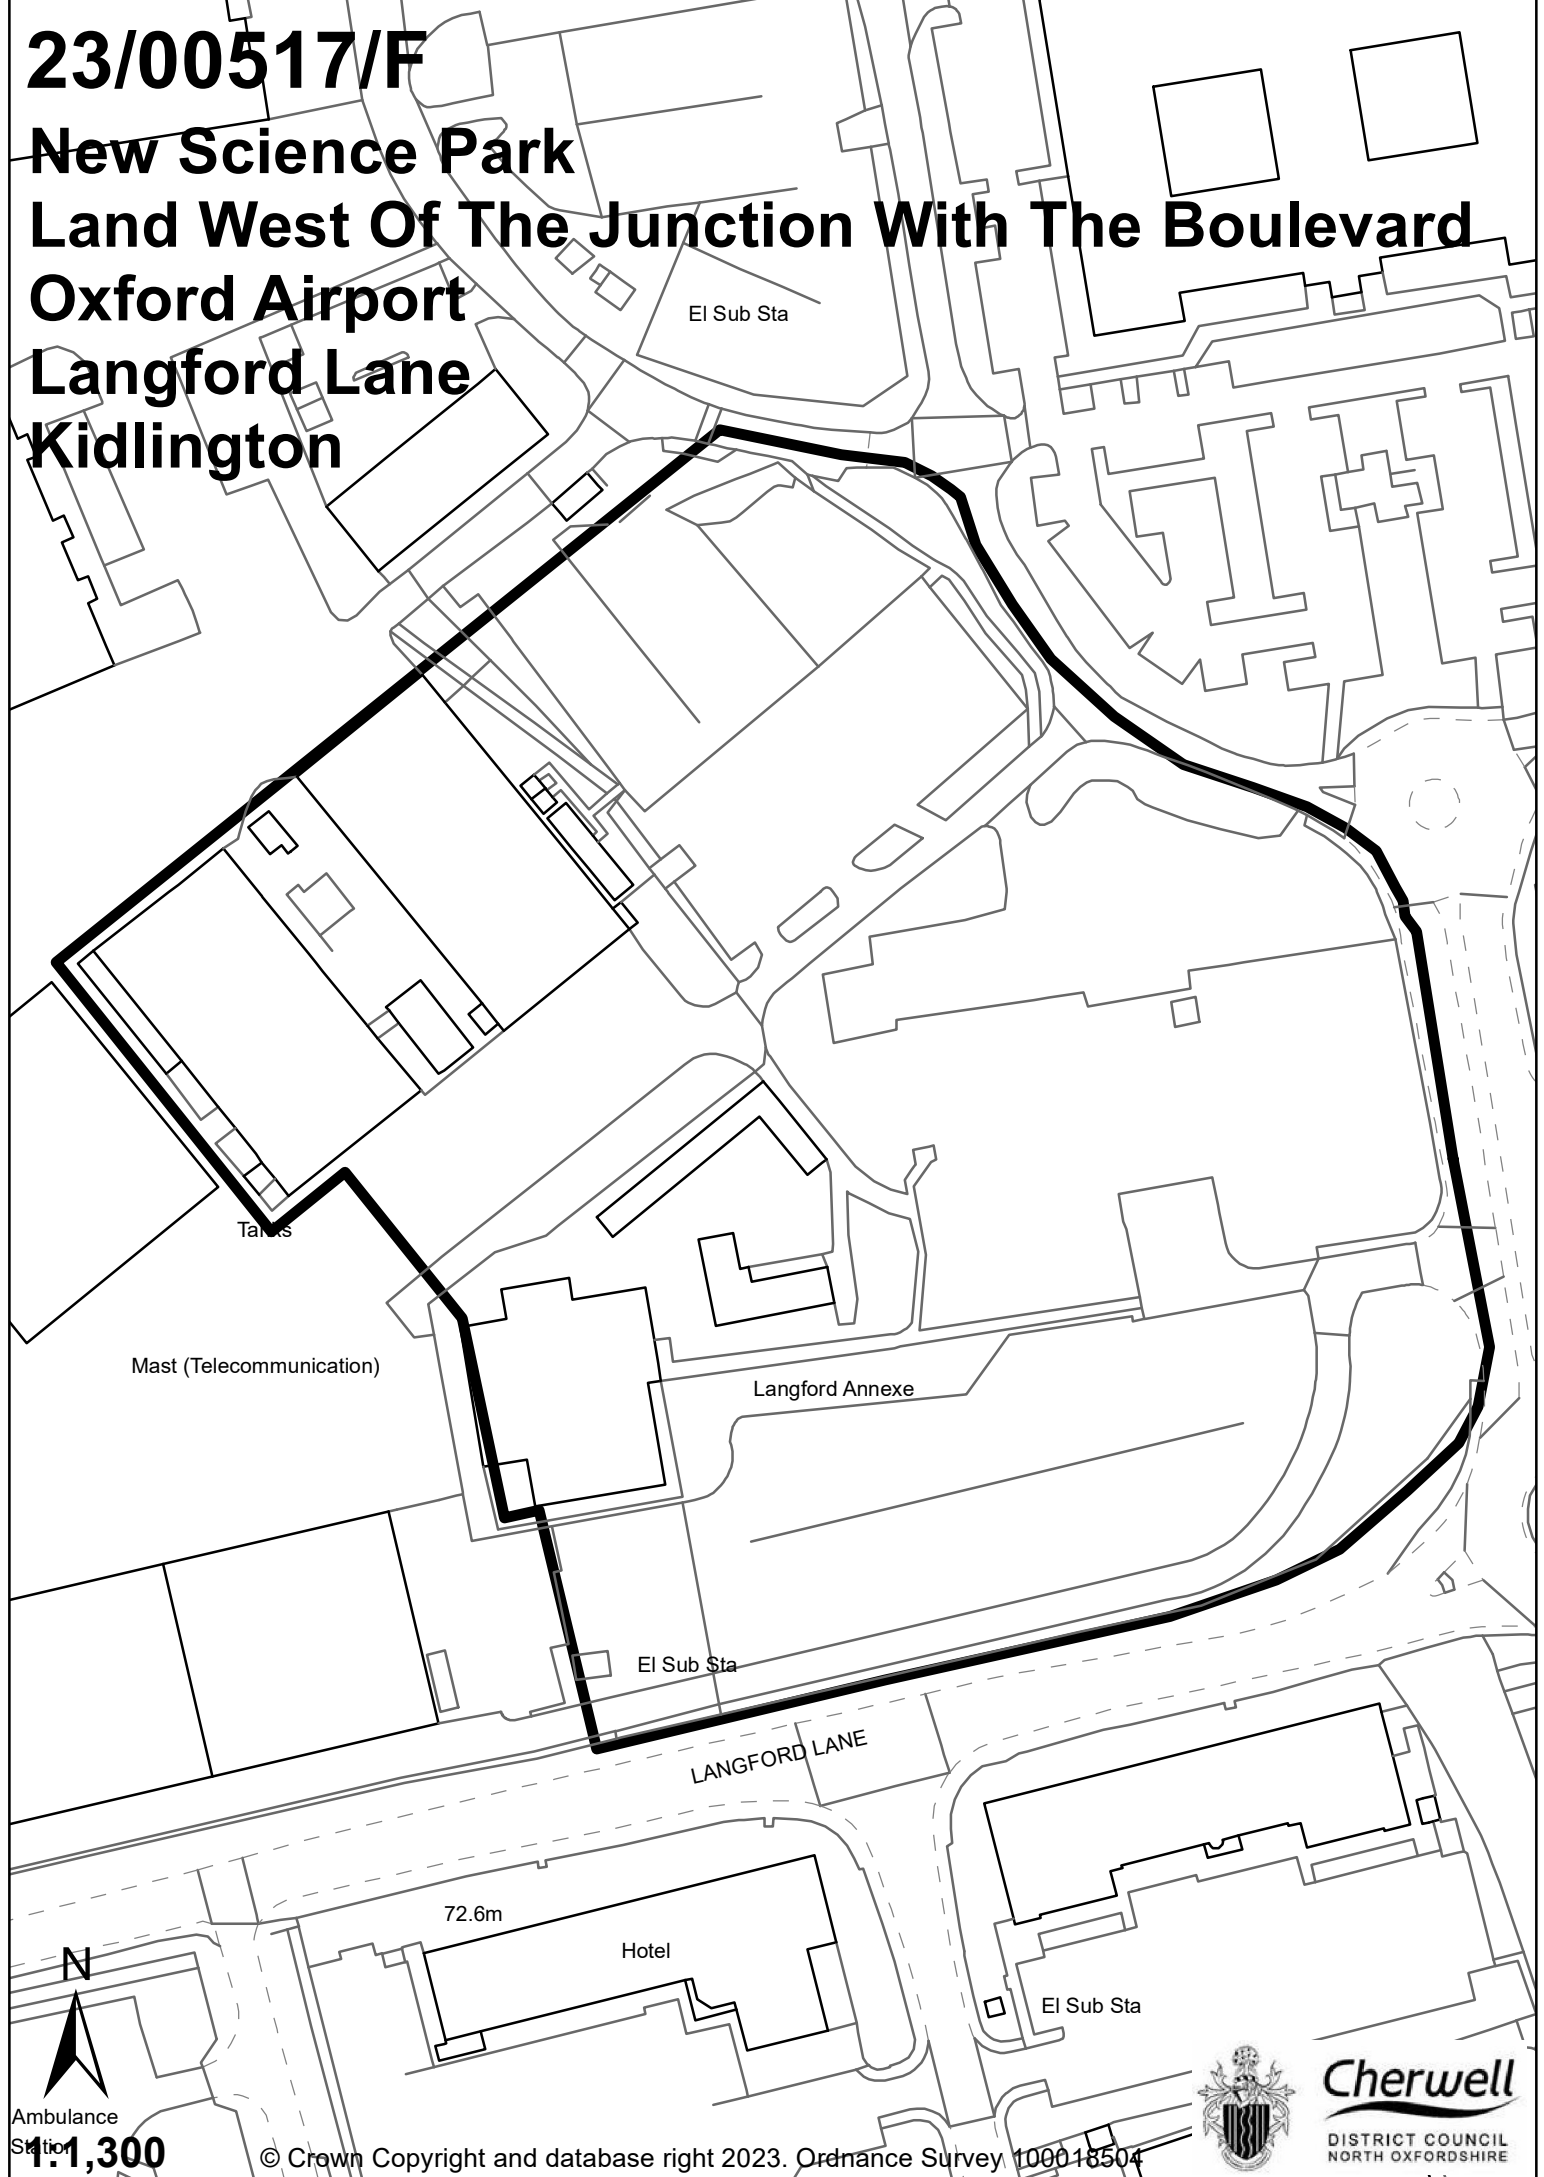 23/00517/F
New Science Park
Land West Of The Junction With The Boulevard
Oxford Airport
Langford Lane
Kidlington
El Sub Sta
Tanks
Mast (Telecommunication)
Langford Annexe
El Sub Sta
LANGFORD LANE
72.6m
Hotel
N
El Sub Sta
Ambulance
Station
1:1,300
© Crown Copyright and database right 2023. Ordnance Survey 100018504
Cherwell
DISTRICT COUNCIL
NORTH OXFORDSHIRE